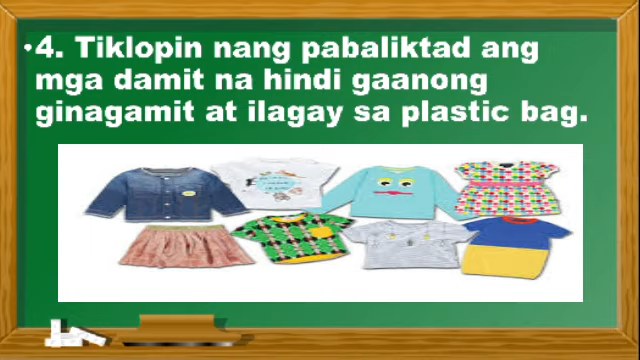 •4. Tiklopin nang pabaliktad ang
mga damit na hindi gaanong
ginagamit at ilagay sa plastic bag.